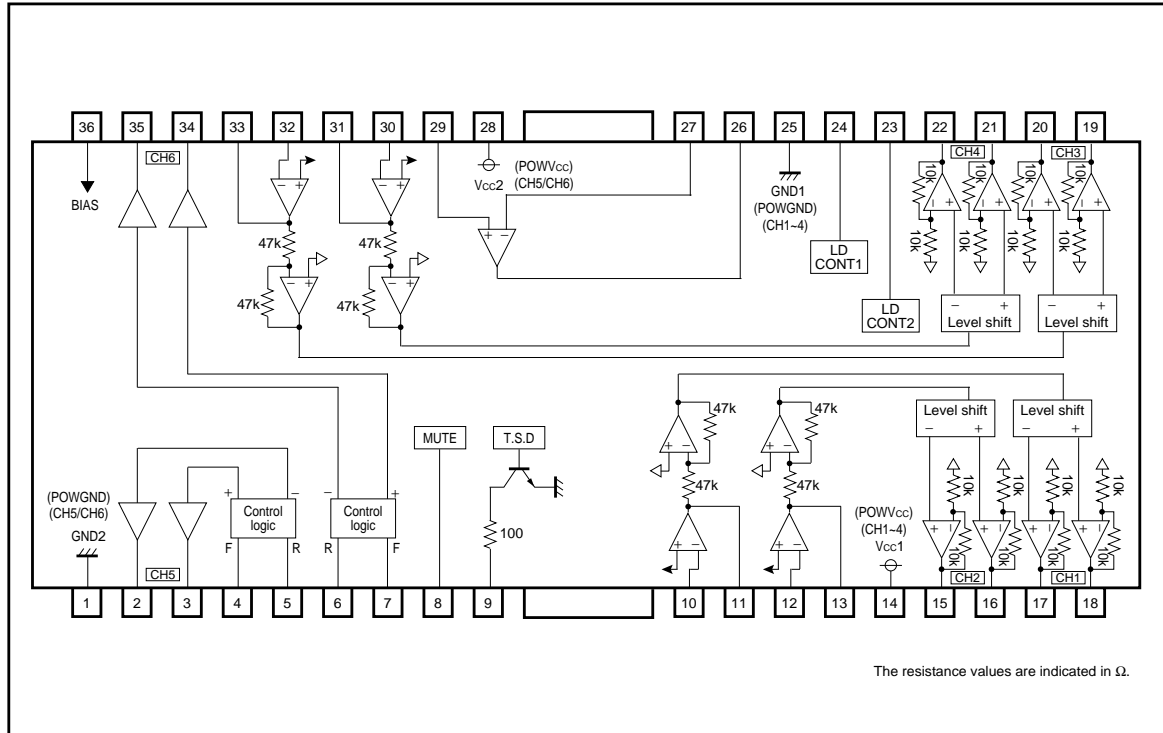 36 35 34 33 32 31 30 29 28 27 26 25 24 23 22 21 20 19
CH6 CH4 CH3
BIAS
Vcc2
(POWVcc)
(CH5/CH6)
GND1
(POWGND)
(CH1~4)
LD
CONT1
LD
CONT2
− + − + + −
10k 10k 10k 10k
− + − + − + − +
10k 10k 10k 10k
47k 47k
− + − +
47k 47k
− +
Level shift
− +
Level shift
47k 47k
+ − + −
47k 47k
+ − + −
Level shift
− +
Level shift
− +
MUTE
T.S.D
100
(POWGND)
(CH5/CH6)
GND2
+ −
Control
logic
F R
− +
Control
logic
R F
(POWVcc)
(CH1~4)
Vcc1
10k 10k 10k 10k
+ − + − + − + −
10k 10k 10k 10k
CH5 CH2 CH1
1 2 3 4 5 6 7 8 9 10 11 12 13 14 15 16 17 18
The resistance values are indicated in Ω.